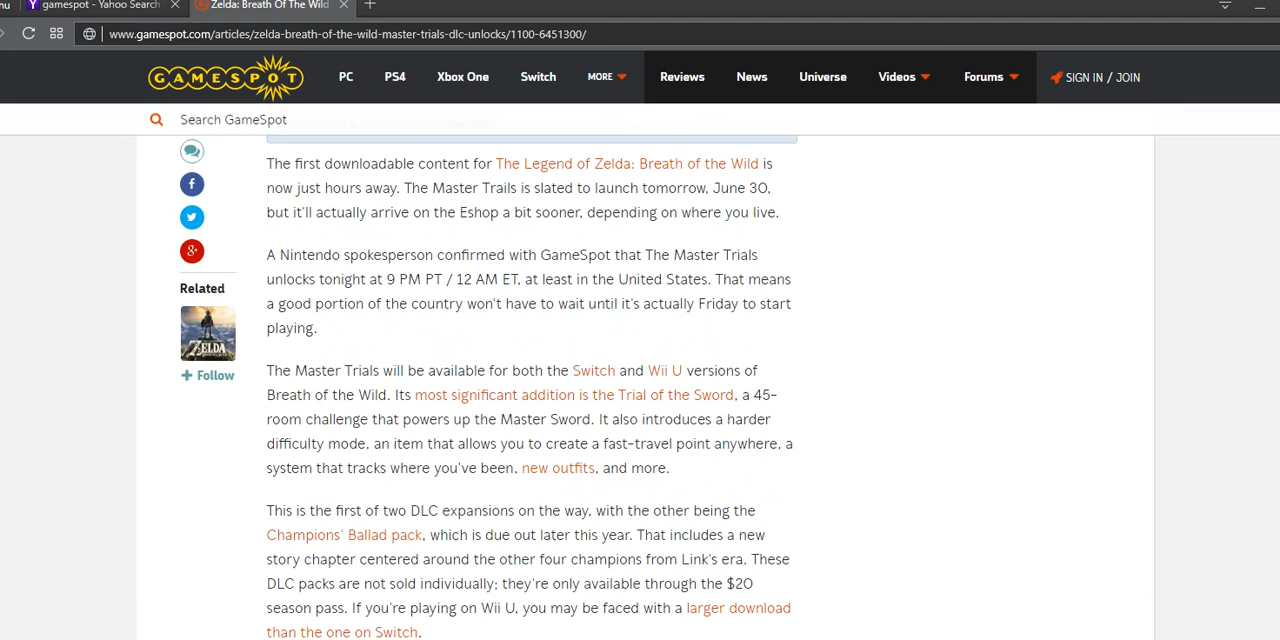 nu
gamespot - Yahoo Search
Zelda: Breath Of The Wild
www.gamespot.com/articles/zelda-breath-of-the-wild-master-trials-dlc-unlocks/1100-6451300/
GAMESPOT PC PS4 Xbox One Switch MORE Reviews News Universe Videos Forums SIGN IN / JOIN
Search GameSpot
The first downloadable content for The Legend of Zelda: Breath of the Wild is
now just hours away. The Master Trails is slated to launch tomorrow, June 30,
but it'll actually arrive on the Eshop a bit sooner, depending on where you live.
A Nintendo spokesperson confirmed with GameSpot that The Master Trials
unlocks tonight at 9 PM PT / 12 AM ET, at least in the United States. That means
a good portion of the country won't have to wait until it's actually Friday to start
playing.
Related
ZELDA
+ Follow
The Master Trials will be available for both the Switch and Wii U versions of
Breath of the Wild. Its most significant addition is the Trial of the Sword, a 45-
room challenge that powers up the Master Sword. It also introduces a harder
difficulty mode, an item that allows you to create a fast-travel point anywhere, a
system that tracks where you've been, new outfits, and more.
This is the first of two DLC expansions on the way, with the other being the
Champions' Ballad pack, which is due out later this year. That includes a new
story chapter centered around the other four champions from Link's era. These
DLC packs are not sold individually; they're only available through the $20
season pass. If you're playing on Wii U, you may be faced with a larger download
than the one on Switch.